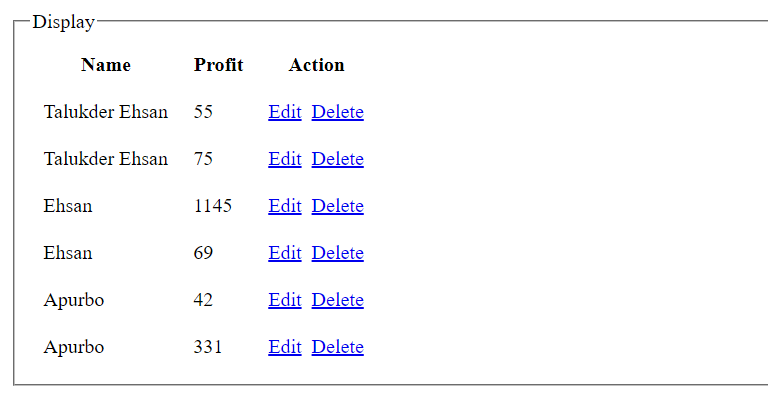 Display
Name Profit Action
Talukder Ehsan 55 Edit Delete
Talukder Ehsan 75 Edit Delete
Ehsan 1145 Edit Delete
Ehsan 69 Edit Delete
Apurbo 42 Edit Delete
Apurbo 331 Edit Delete